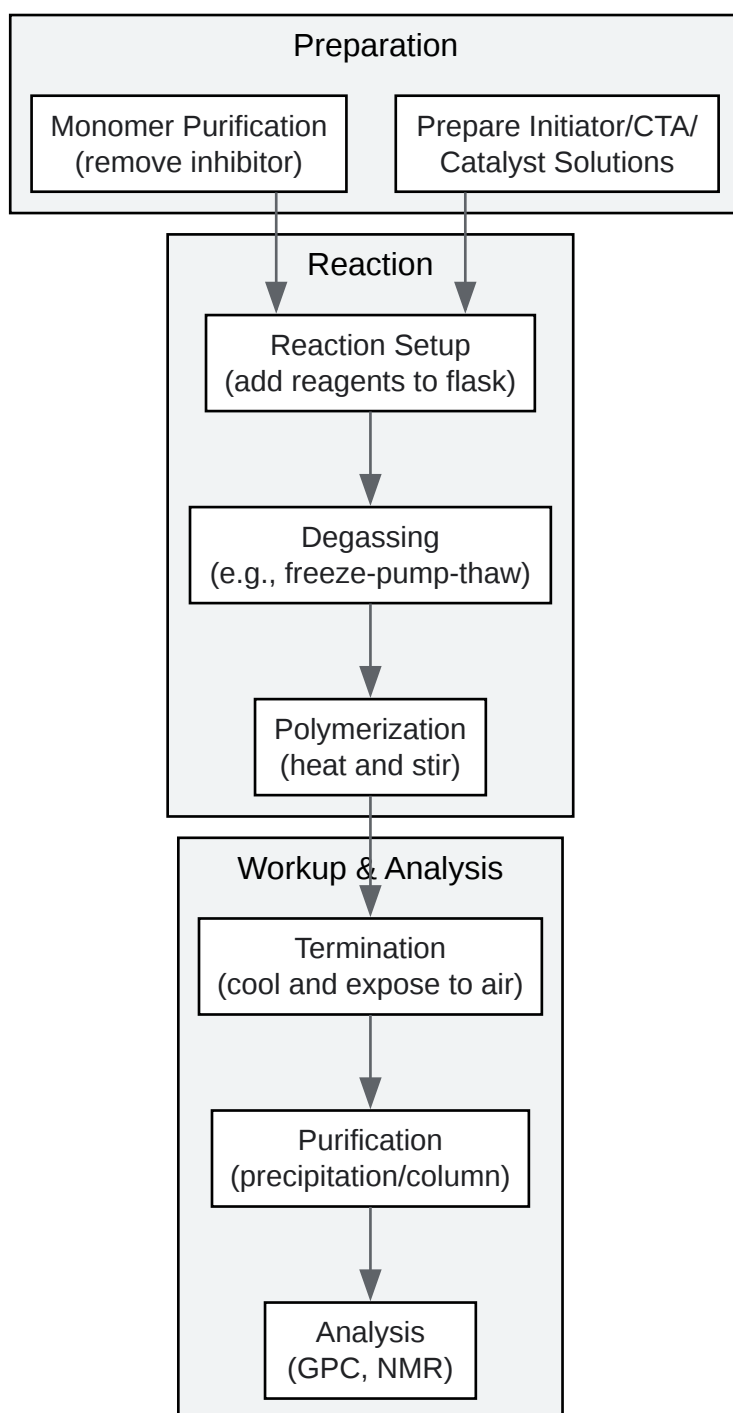 Preparation
Monomer Purification
(remove inhibitor)
Prepare Initiator/CTA/
Catalyst Solutions
Reaction
Reaction Setup
(add reagents to flask)
Degassing
(e.g., freeze-pump-thaw)
Polymerization
(heat and stir)
Workup & Analysis
Termination
(cool and expose to air)
Purification
(precipitation/column)
Analysis
(GPC, NMR)